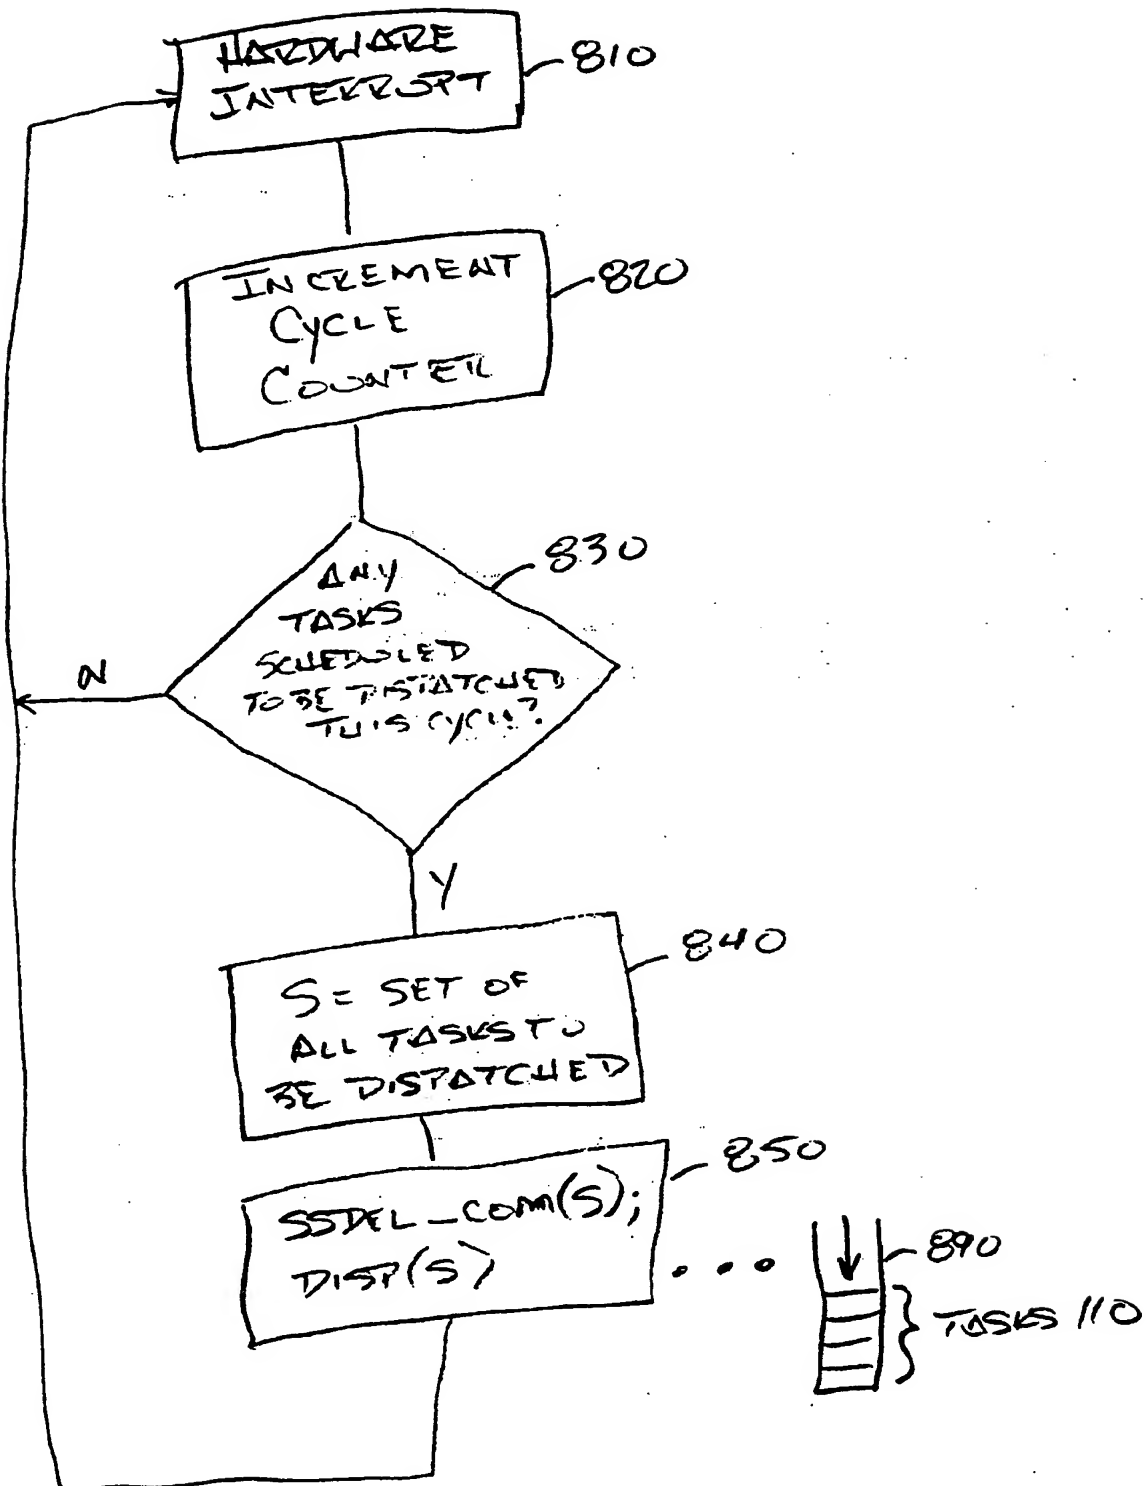 HARDWARE
INTERRUPT
810
INCREMENT
CYCLE
COUNTER
820
ANY
TASKS
SCHEDULED
TO BE DISPATCHED
THIS CYCLE?
830
N
Y
S = SET OF
ALL TASKS TO
BE DISPATCHED
840
SSDEL_COMM(S);
DISP(S)
850
...
890
TASKS 110